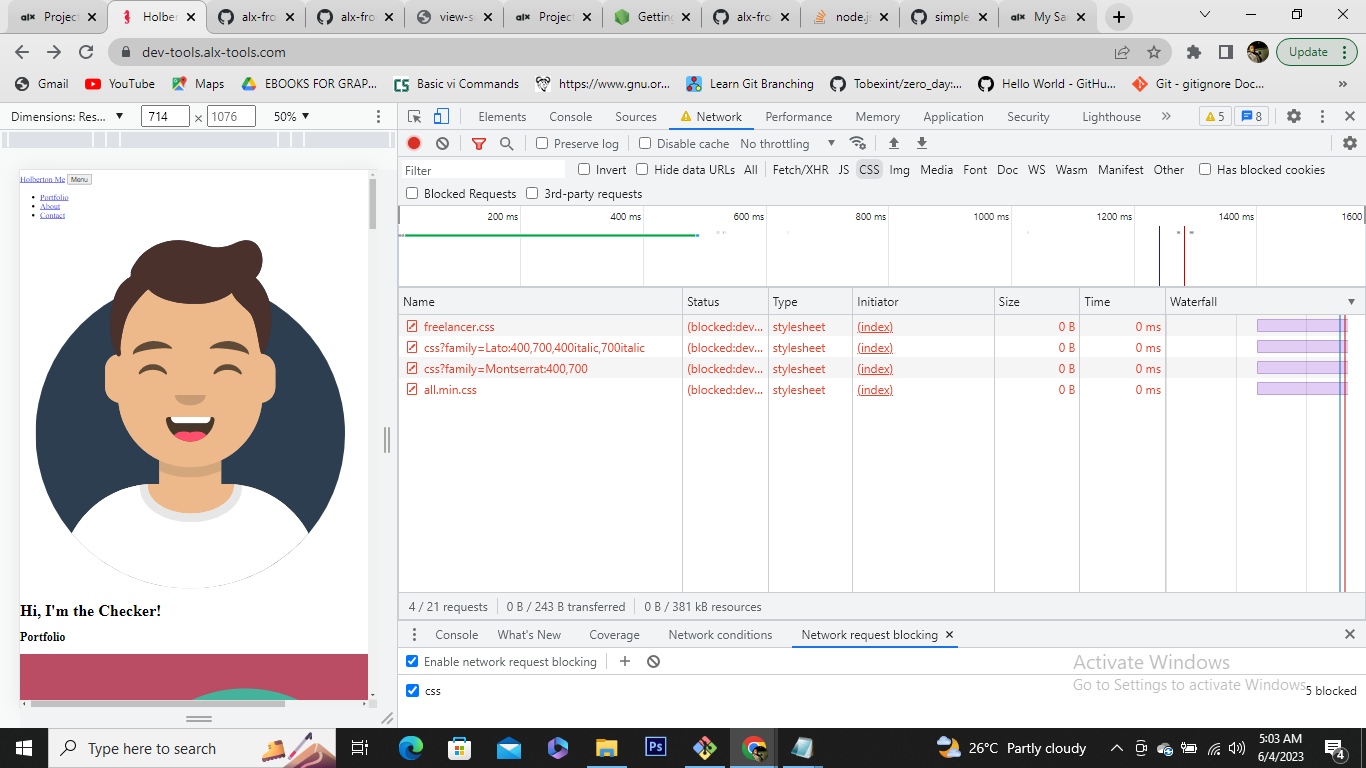 Project
Holber
alx-fro
alx-fro
view-s
Project
Getting
alx-fro
node.js
simple
My Sa
dev-tools.alx-tools.com
Update
Gmail
YouTube
Maps
EBOOKS FOR GRAP...
Basic vi Commands
https://www.gnu.or...
Learn Git Branching
Tobexint/zero_day:...
Hello World - GitHu...
Git - gitignore Doc...
»
Dimensions: Res... ▼ 714 × 1076 50% ▼
Elements Console Sources Network Performance Memory Application Security Lighthouse » 5 8
Preserve log Disable cache No throttling ▼
Filter Invert Hide data URLs All Fetch/XHR JS CSS Img Media Font Doc WS Wasm Manifest Other Has blocked cookies
Blocked Requests 3rd-party requests
200 ms 400 ms 600 ms 800 ms 1000 ms 1200 ms 1400 ms 1600
Name Status Type Initiator Size Time Waterfall ▼
freelancer.css (blocked:dev... stylesheet (index) 0 B 0 ms
css?family=Lato:400,700,400italic,700italic (blocked:dev... stylesheet (index) 0 B 0 ms
css?family=Montserrat:400,700 (blocked:dev... stylesheet (index) 0 B 0 ms
all.min.css (blocked:dev... stylesheet (index) 0 B 0 ms
4 / 21 requests 0 B / 243 B transferred 0 B / 381 kB resources
Console What's New Coverage Network conditions Network request blocking ×
Enable network request blocking
css 5 blocked
Activate Windows
Go to Settings to activate Windows.
Holberton Me Menu
Portfolio
About
Contact
Hi, I'm the Checker!
Portfolio
Type here to search
Ps
26°C Partly cloudy
5:03 AM
6/4/2023
4